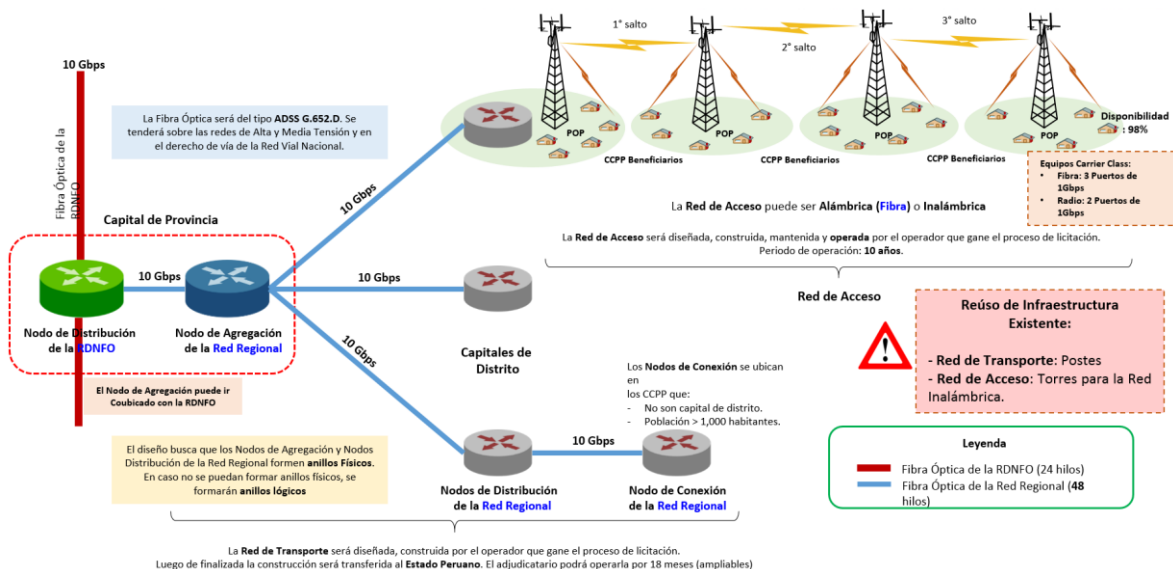 10 Gbps
1° salto
2° salto
3° salto
La Fibra Óptica será del tipo ADSS G.652.D. Se
tenderá sobre las redes de Alta y Media Tensión y en
el derecho de vía de la Red Vial Nacional.
Fibra Óptica de la
RDNFO
POP
POP
POP
POP
Disponibilidad
: 98%
CCPP Beneficiarios
CCPP Beneficiarios
CCPP Beneficiarios
Equipos Carrier Class:
• Fibra: 3 Puertos de
1Gbps
• Radio: 2 Puertos de
1Gbps
10 Gbps
La Red de Acceso puede ser Alámbrica (Fibra) o Inalámbrica
Capital de Provincia
La Red de Acceso será diseñada, construida, mantenida y operada por el operador que gane el proceso de licitación.
Periodo de operación: 10 años.
10 Gbps
10 Gbps
Red de Acceso
Nodo de Distribución
de la RDNFO
Nodo de Agregación
de la Red Regional
10 Gbps
Capitales de
Distrito
Reúso de Infraestructura
Existente:
- Red de Transporte: Postes
- Red de Acceso: Torres para la Red
Inalámbrica.
Los Nodos de Conexión se ubican
en
los CCPP que:
- No son capital de distrito.
- Población > 1,000 habitantes.
El Nodo de Agregación puede ir
Coubicado con la RDNFO
El diseño busca que los Nodos de Agregación y Nodos
Distribución de la Red Regional formen anillos Físicos.
En caso no se puedan formar anillos físicos, se
formarán anillos lógicos
10 Gbps
Nodos de Distribución
de la Red Regional
Nodo de Conexión
de la Red Regional
Leyenda
Fibra Óptica de la RDNFO (24 hilos)
Fibra Óptica de la Red Regional (48
hilos)
La Red de Transporte será diseñada, construida por el operador que gane el proceso de licitación.
Luego de finalizada la construcción será transferida al Estado Peruano. El adjudicatario podrá operarla por 18 meses (ampliables)